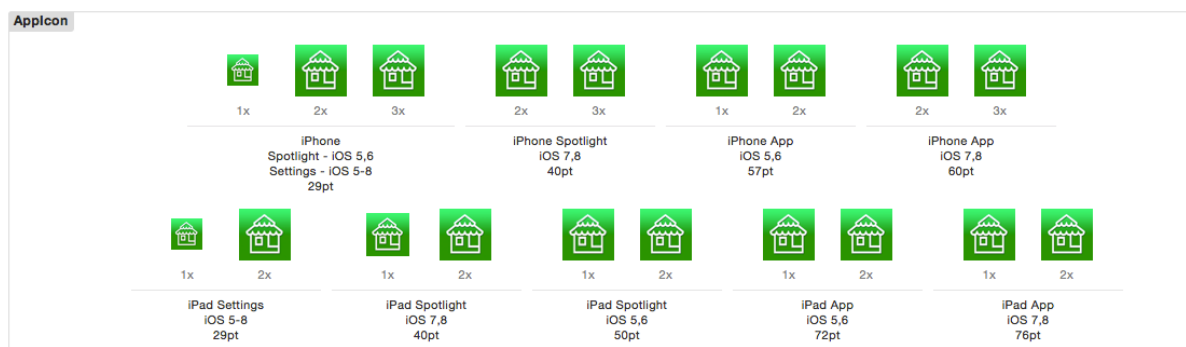 AppIcon
1x 2x 3x 2x 3x 1x 2x 2x 3x
iPhone
Spotlight - iOS 5,6
Settings - iOS 5-8
29pt
iPhone Spotlight
iOS 7,8
40pt
iPhone App
iOS 5,6
57pt
iPhone App
iOS 7,8
60pt
1x 2x 1x 2x 1x 2x 1x 2x 1x 2x
iPad Settings
iOS 5-8
29pt
iPad Spotlight
iOS 7,8
40pt
iPad Spotlight
iOS 5,6
50pt
iPad App
iOS 5,6
72pt
iPad App
iOS 7,8
76pt